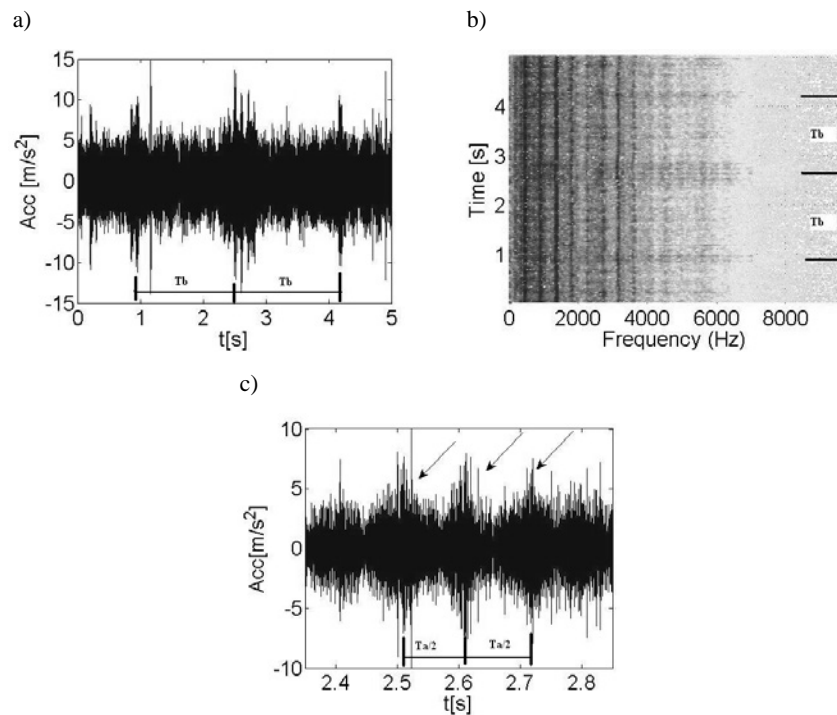 a)
15
10
5
0
-5
-10
-15
Acc [m/s²]
Tb Tb
0 1 2 3 4 5
t[s]
b)
4
3
2
1
Time [s]
Tb
Tb
0 2000 4000 6000 8000
Frequency (Hz)
c)
10
5
0
-5
-10
Acc[m/s²]
Ta/2 Ta/2
2.4 2.5 2.6 2.7 2.8
t[s]